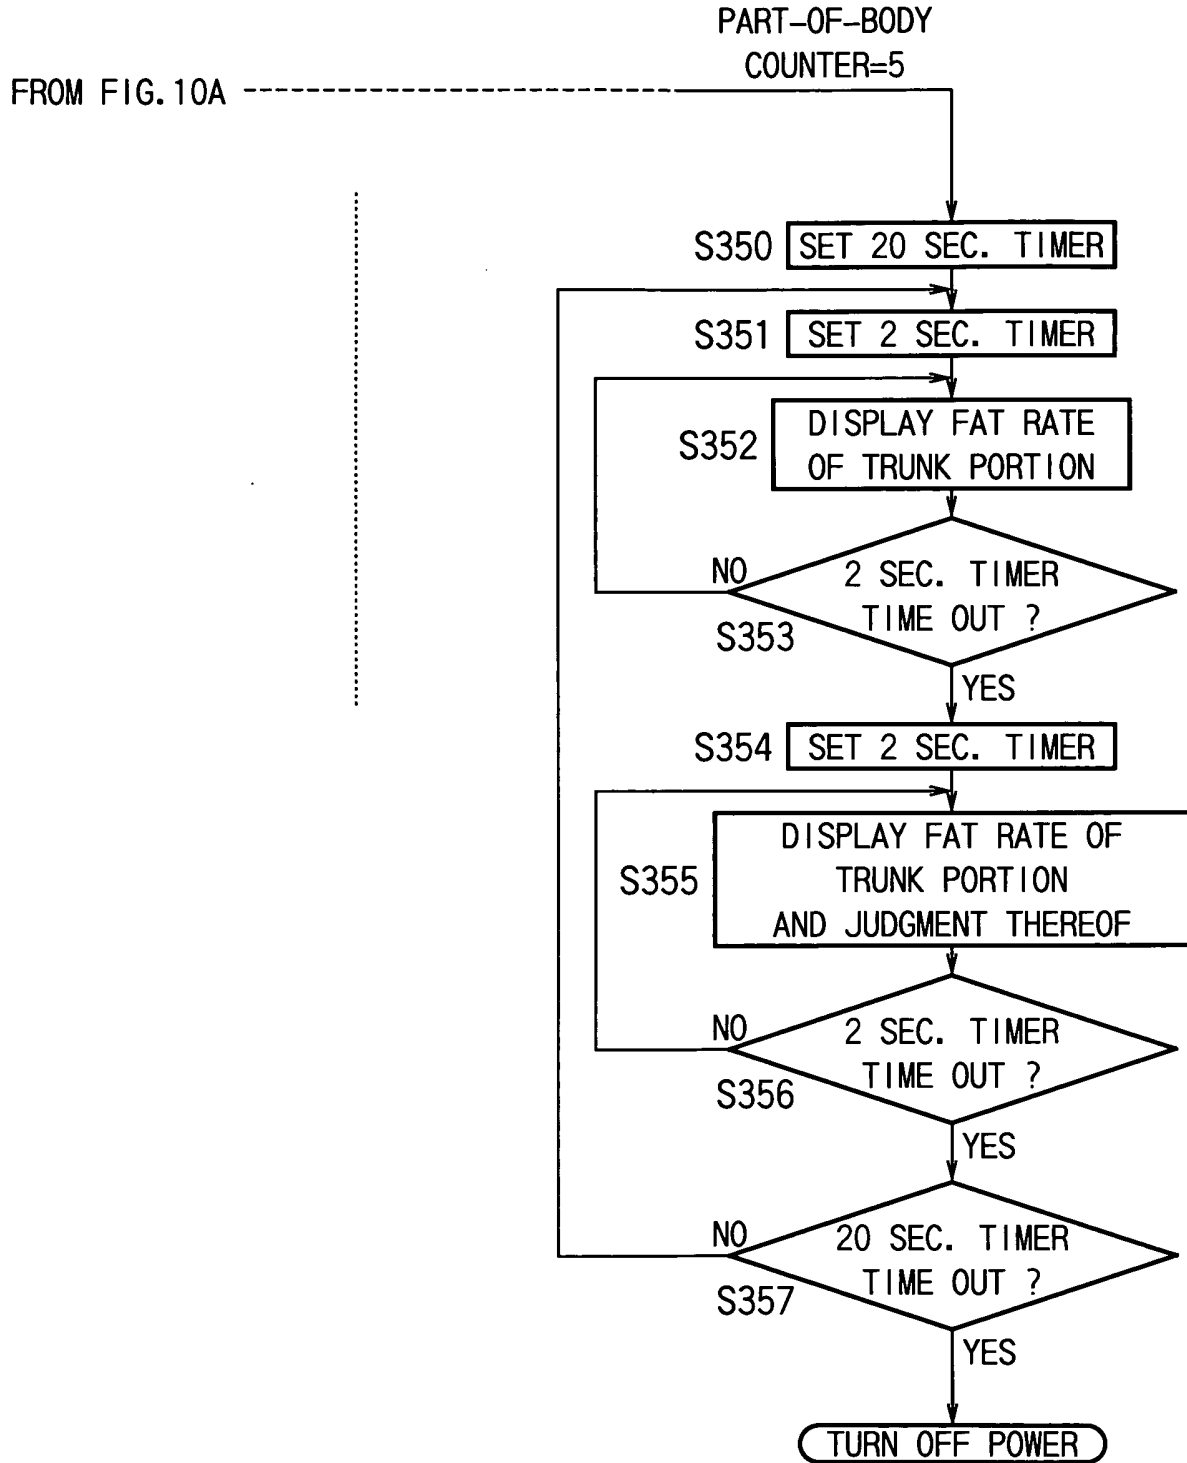 PART-OF-BODY
COUNTER=5
FROM FIG.10A
S350
SET 20 SEC. TIMER
S351
SET 2 SEC. TIMER
S352
DISPLAY FAT RATE
OF TRUNK PORTION
NO
2 SEC. TIMER
TIME OUT ?
S353
YES
S354
SET 2 SEC. TIMER
S355
DISPLAY FAT RATE OF
TRUNK PORTION
AND JUDGMENT THEREOF
NO
2 SEC. TIMER
TIME OUT ?
S356
YES
NO
20 SEC. TIMER
TIME OUT ?
S357
YES
TURN OFF POWER